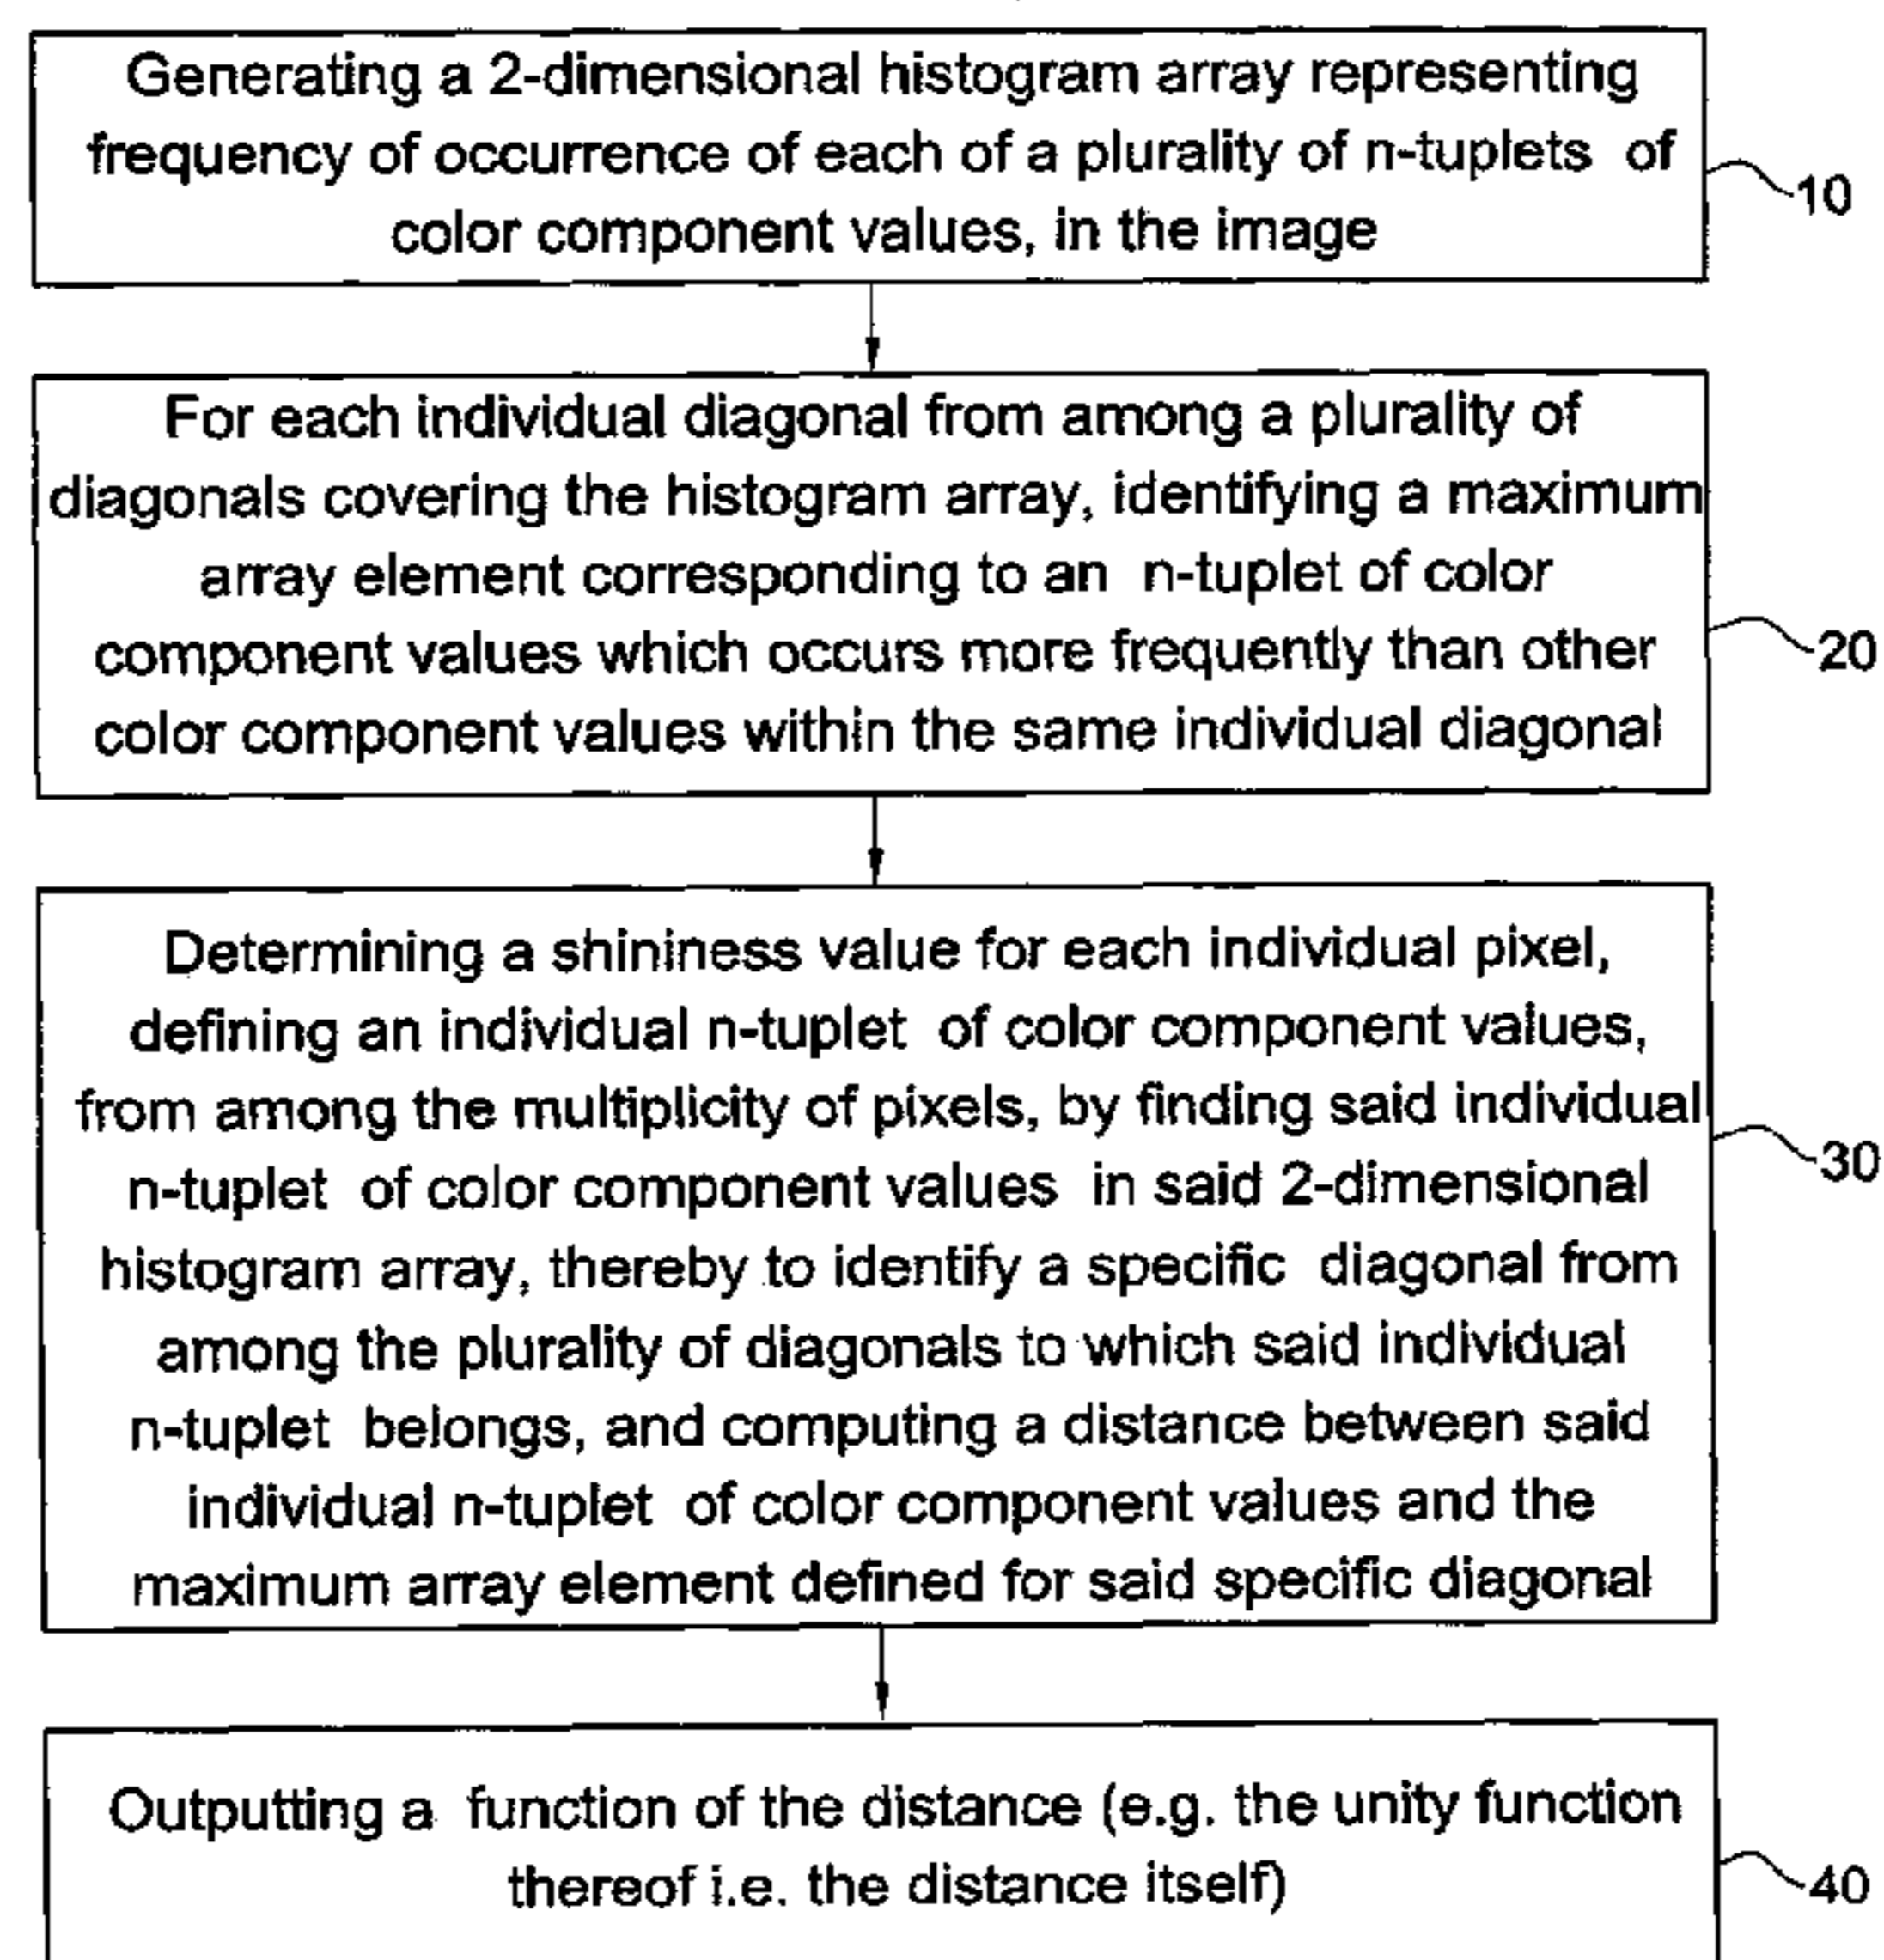 Generating a 2-dimensional histogram array representing
frequency of occurrence of each of a plurality of n-tuplets of
color component values, in the image
10
For each individual diagonal from among a plurality of
diagonals covering the histogram array, identifying a maximum
array element corresponding to an n-tuplet of color
component values which occurs more frequently than other
color component values within the same individual diagonal
20
Determining a shininess value for each individual pixel,
defining an individual n-tuplet of color component values,
from among the multiplicity of pixels, by finding said individual
n-tuplet of color component values in said 2-dimensional
histogram array, thereby to identify a specific diagonal from
among the plurality of diagonals to which said individual
n-tuplet belongs, and computing a distance between said
individual n-tuplet of color component values and the
maximum array element defined for said specific diagonal
30
Outputting a function of the distance (e.g. the unity function
thereof i.e. the distance itself)
40